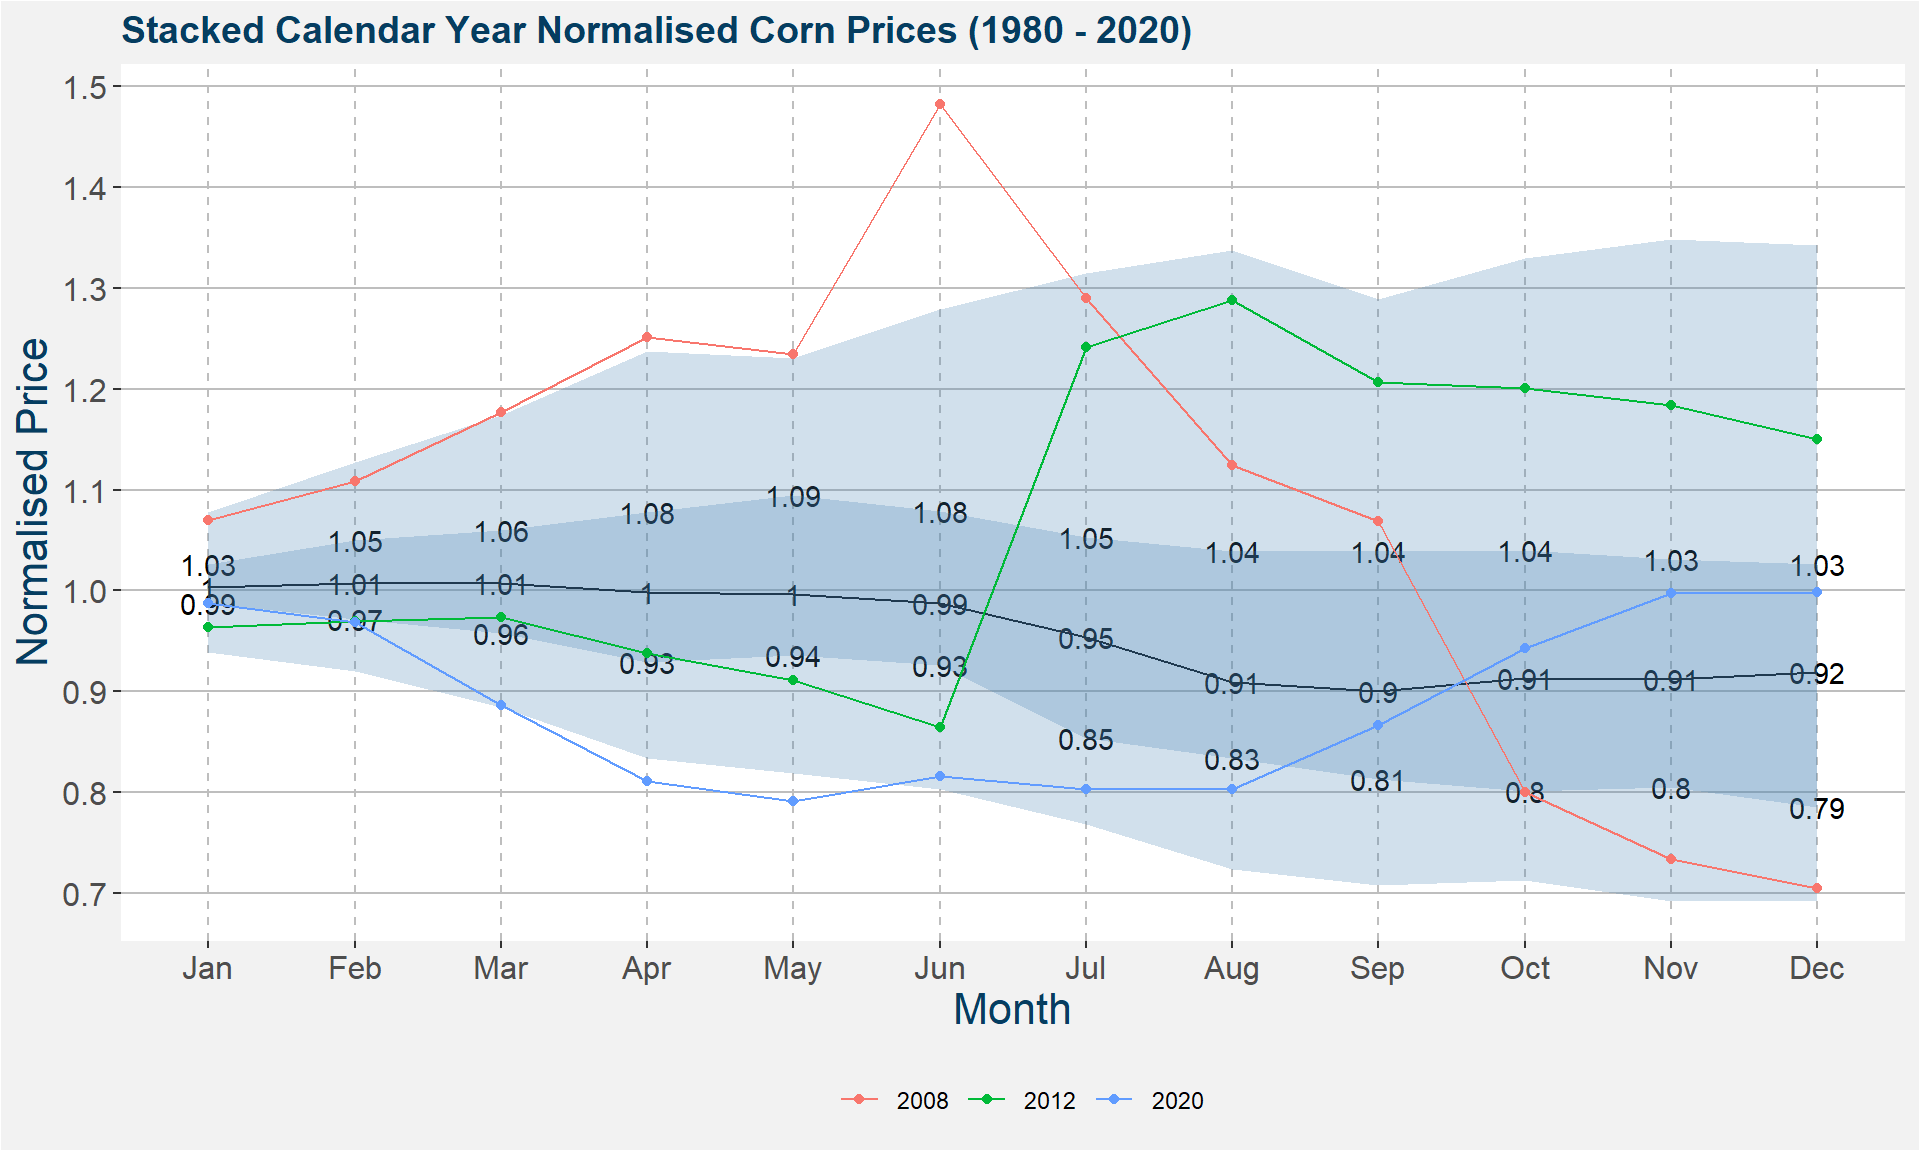 Stacked Calendar Year Normalised Corn Prices (1980 - 2020)
Normalised Price
1.5
1.4
1.3
1.2
1.1
1.0
0.9
0.8
0.7
1.03 1.05 1.06 1.08 1.09 1.08 1.05 1.04 1.04 1.04 1.03 1.03
1 1.01 1.01 1 1 0.99 0.95 0.91 0.9 0.91 0.91 0.92
0.99 0.97 0.96 0.93 0.94 0.93 0.85 0.83 0.81 0.8 0.8 0.79
Jan Feb Mar Apr May Jun Jul Aug Sep Oct Nov Dec
Month
2008 2012 2020